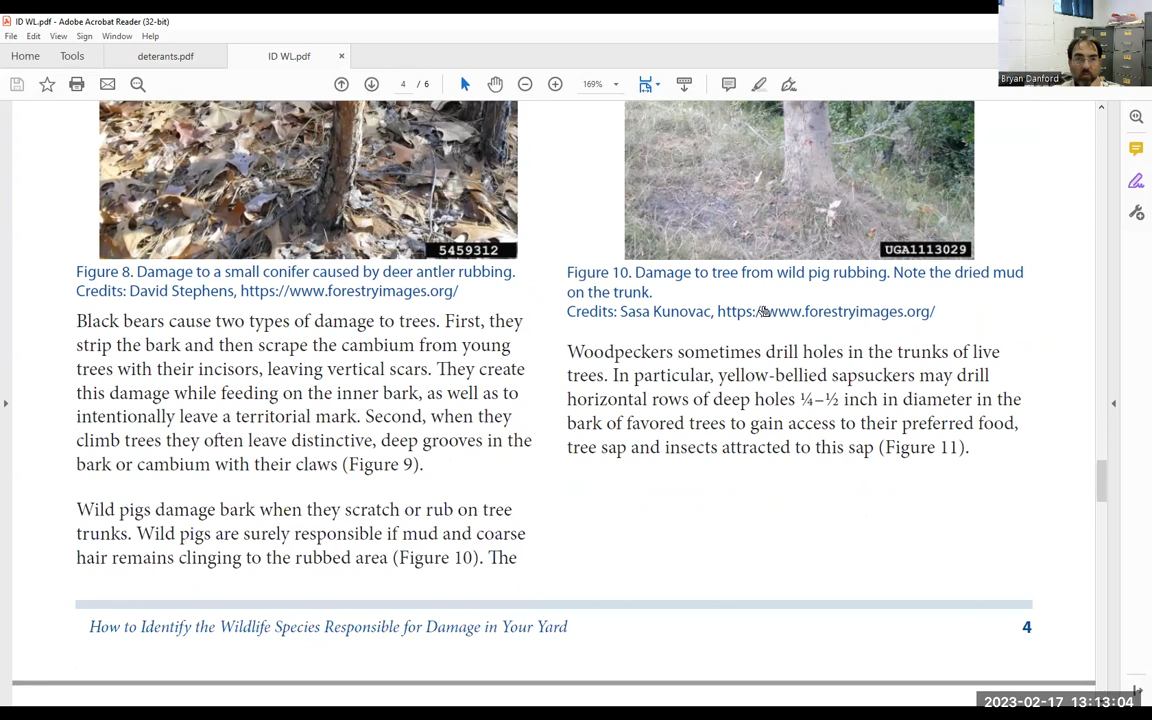 ID WL.pdf - Adobe Acrobat Reader (32-bit)
File Edit View Sign Window Help
Home Tools deterants.pdf ID WL.pdf ×
4 / 6 169%
Bryan Danford
5459312
Figure 8. Damage to a small conifer caused by deer antler rubbing.
Credits: David Stephens, https://www.forestryimages.org/
Black bears cause two types of damage to trees. First, they
strip the bark and then scrape the cambium from young
trees with their incisors, leaving vertical scars. They create
this damage while feeding on the inner bark, as well as to
intentionally leave a territorial mark. Second, when they
climb trees they often leave distinctive, deep grooves in the
bark or cambium with their claws (Figure 9).
Wild pigs damage bark when they scratch or rub on tree
trunks. Wild pigs are surely responsible if mud and coarse
hair remains clinging to the rubbed area (Figure 10). The
UGA1113029
Figure 10. Damage to tree from wild pig rubbing. Note the dried mud
on the trunk.
Credits: Sasa Kunovac, https://www.forestryimages.org/
Woodpeckers sometimes drill holes in the trunks of live
trees. In particular, yellow-bellied sapsuckers may drill
horizontal rows of deep holes ¼–½ inch in diameter in the
bark of favored trees to gain access to their preferred food,
tree sap and insects attracted to this sap (Figure 11).
How to Identify the Wildlife Species Responsible for Damage in Your Yard 4
2023-02-17 13:13:04